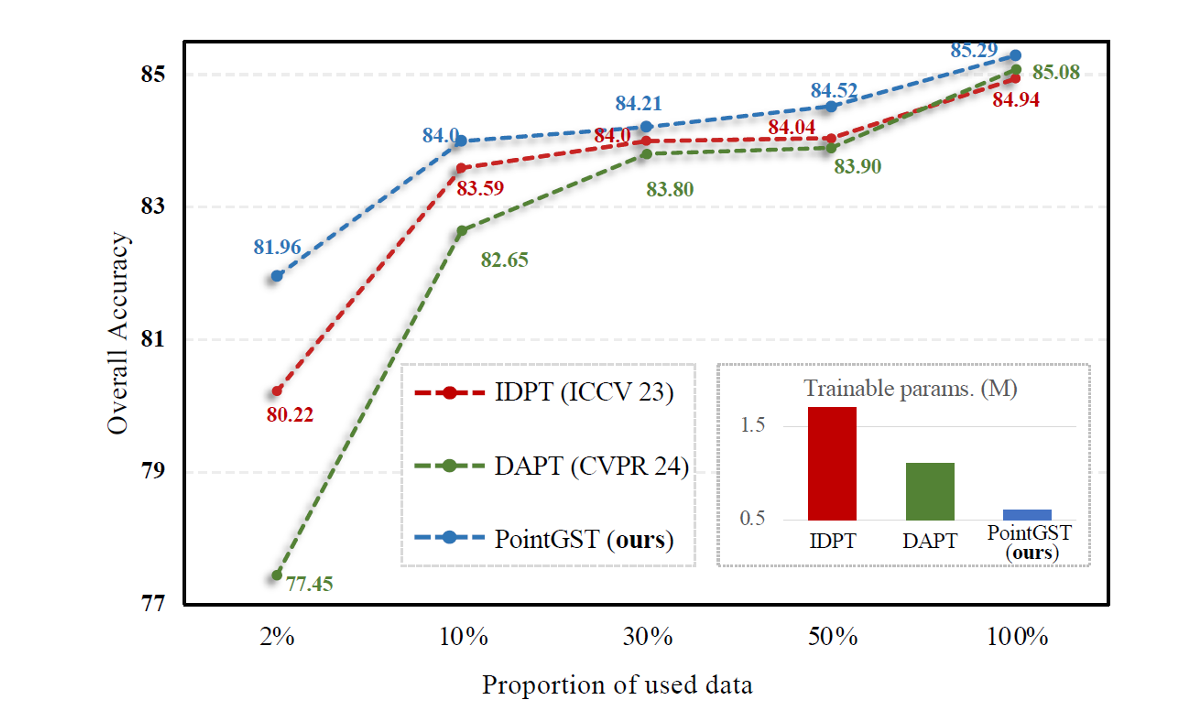 85
83
81
79
77
Overall Accuracy
81.96
84.0
84.21
84.52
85.29
80.22
83.59
84.0
84.04
84.94
77.45
82.65
83.80
83.90
85.08
IDPT (ICCV 23)
DAPT (CVPR 24)
PointGST (ours)
Trainable params. (M)
1.5
0.5
IDPT
DAPT
PointGST
(ours)
2%
10%
30%
50%
100%
Proportion of used data